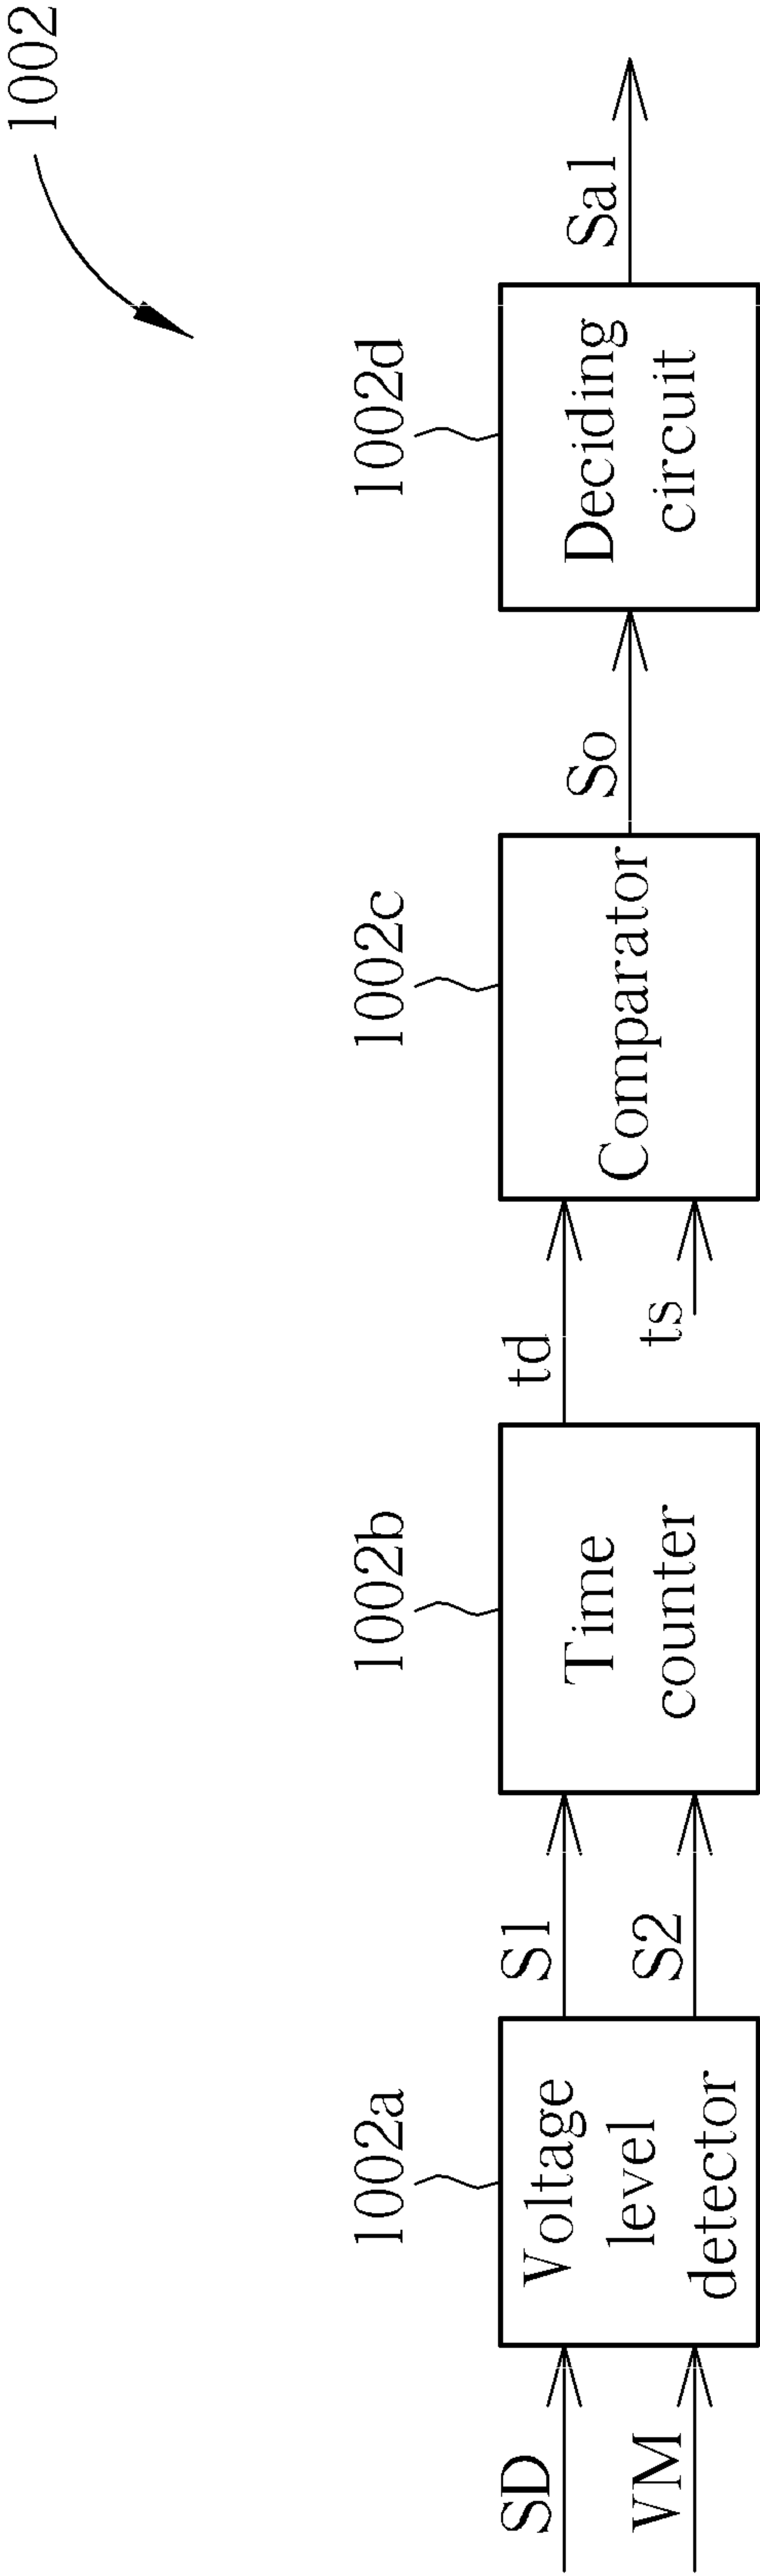 1002
1002a
1002b
1002c
1002d
SD
VM
Voltage
level
detector
S1
S2
Time
counter
td
ts
Comparator
So
Deciding
circuit
Sa1